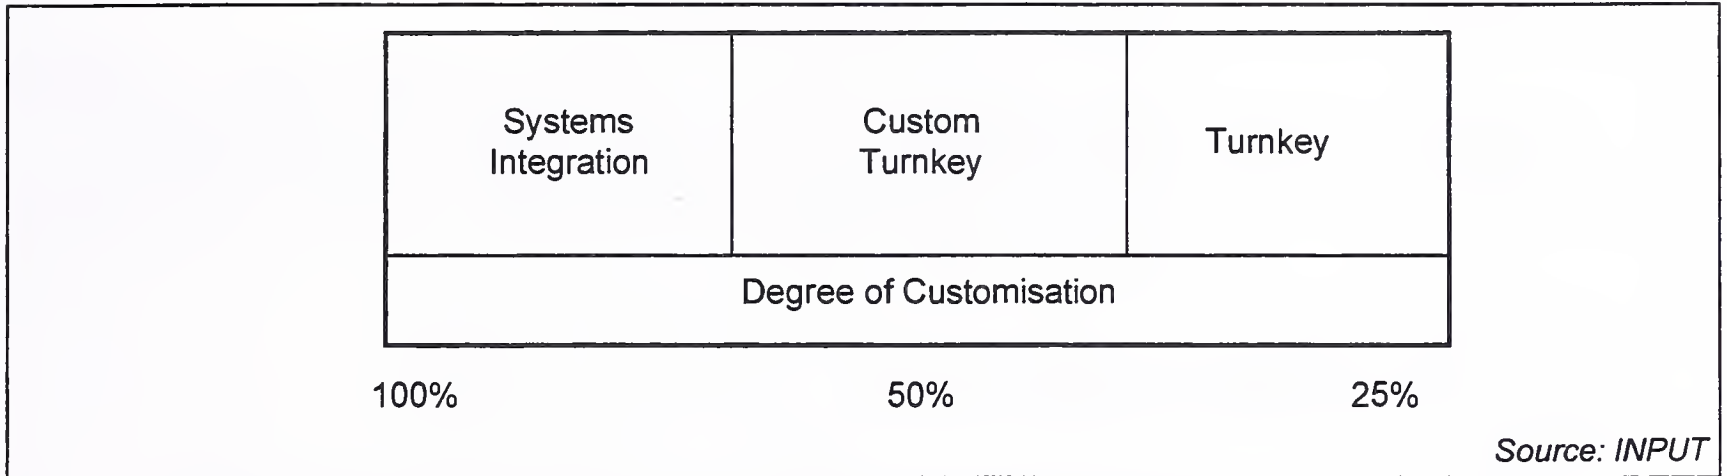 Systems
Integration
Custom
Turnkey
Turnkey
Degree of Customisation
100%
50%
25%
Source: INPUT